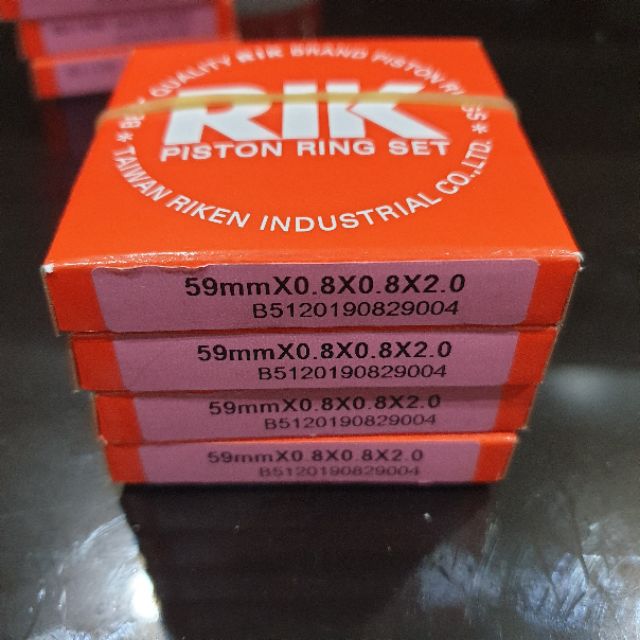 QUALITY RIK BRAND PISTON
RIK
PISTON RING SET
* TAIWAN RIKEN INDUSTRIAL CO.,LTD. *
59mmX0.8X0.8X2.0
B5120190829004
59mmX0.8X0.8X2.0
B5120190829004
59mmX0.8X0.8X2.0
B5120190829004
59mmX0.8X0.8X2.0
B5120190829004